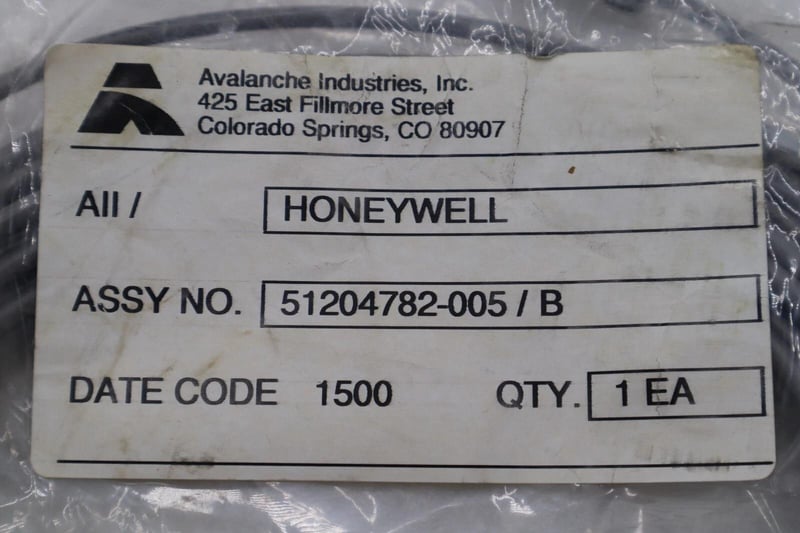 Avalanche Industries, Inc.
425 East Fillmore Street
Colorado Springs, CO 80907
AII / HONEYWELL
ASSY NO. 51204782-005 / B
DATE CODE 1500 QTY. 1 EA